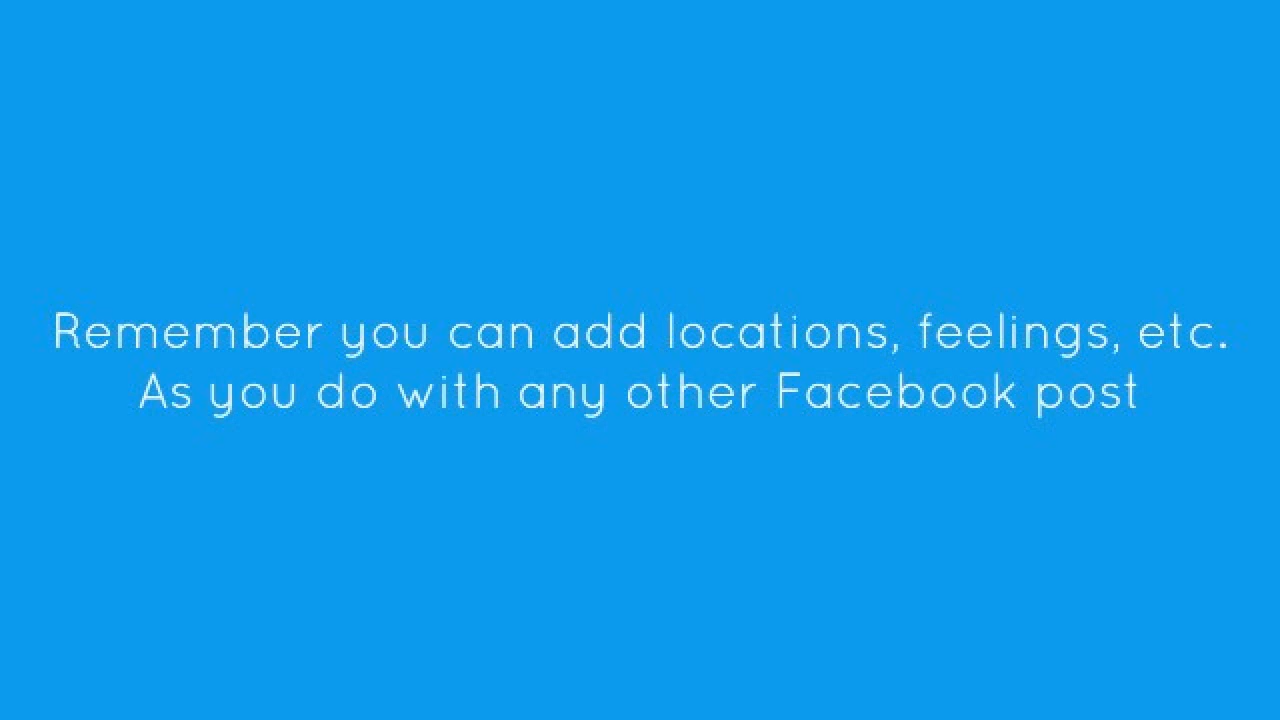 Remember you can add locations, feelings, etc.
As you do with any other Facebook post